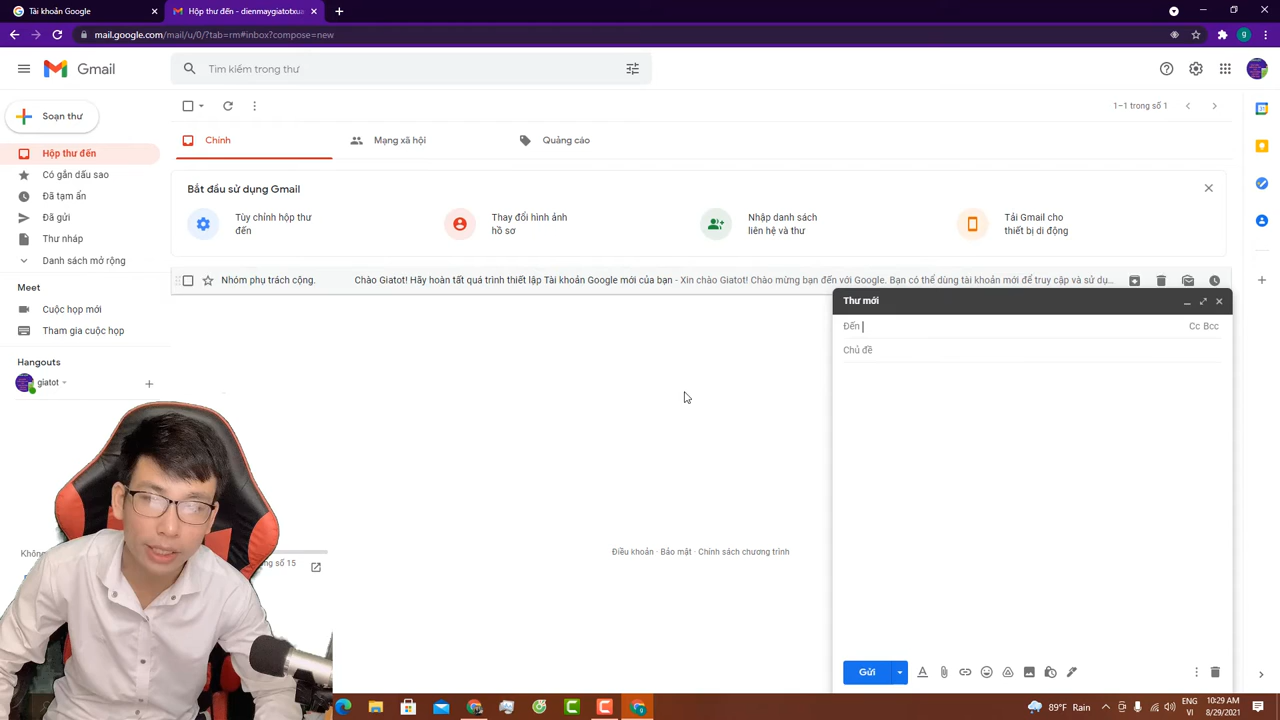 Tài khoản Google
Hộp thư đến - dienmaygiatotxua
mail.google.com/mail/u/0/?tab=rm#inbox?compose=new
g
Gmail
Tìm kiếm trong thư
Soạn thư
1–1 trong số 1
Hộp thư đến
Có gắn dấu sao
Đã tạm ẩn
Đã gửi
Thư nháp
Danh sách mở rộng
Chính
Mạng xã hội
Quảng cáo
Bắt đầu sử dụng Gmail
Tùy chỉnh hộp thư
đến
Thay đổi hình ảnh
hồ sơ
Nhập danh sách
liên hệ và thư
Tải Gmail cho
thiết bị di động
Nhóm phụ trách cộng. Chào Giatot! Hãy hoàn tất quá trình thiết lập Tài khoản Google mới của bạn - Xin chào Giatot! Chào mừng bạn đến với Google. Bạn có thể dùng tài khoản mới để truy cập và sử dụ...
Meet
Cuộc họp mới
Tham gia cuộc họp
Hangouts
giatot
Thư mới
Đến
Cc Bcc
Chủ đề
Không
ng số 15
Điều khoản · Bảo mật · Chính sách chương trình
Gửi
89°F Rain
10:29 AM
VI
8/29/2021